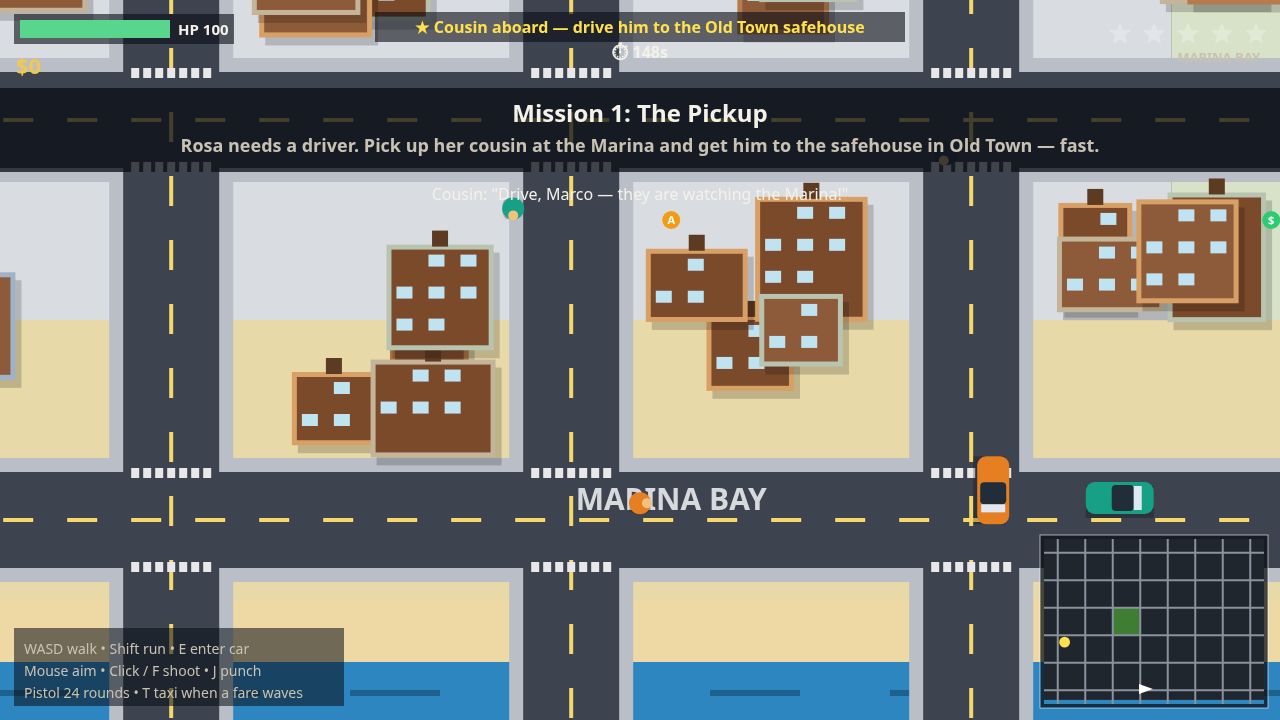 HP 100
★ Cousin aboard — drive him to the Old Town safehouse
148s
$0
MARINA BAY
Mission 1: The Pickup
Rosa needs a driver. Pick up her cousin at the Marina and get him to the safehouse in Old Town — fast.
Cousin: "Drive, Marco — they are watching the Marina!"
A
$
MARINA BAY
WASD walk • Shift run • E enter car
Mouse aim • Click / F shoot • J punch
Pistol 24 rounds • T taxi when a fare waves